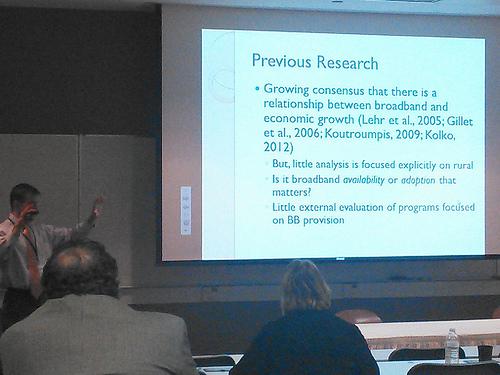 Previous Research
• Growing consensus that there is a
relationship between broadband and
economic growth (Lehr et al., 2005; Gillet
et al., 2006; Koutroumpis, 2009; Kolko,
2012)
• But, little analysis is focused explicitly on rural
• Is it broadband availability or adoption that
matters?
• Little external evaluation of programs focused
on BB provision